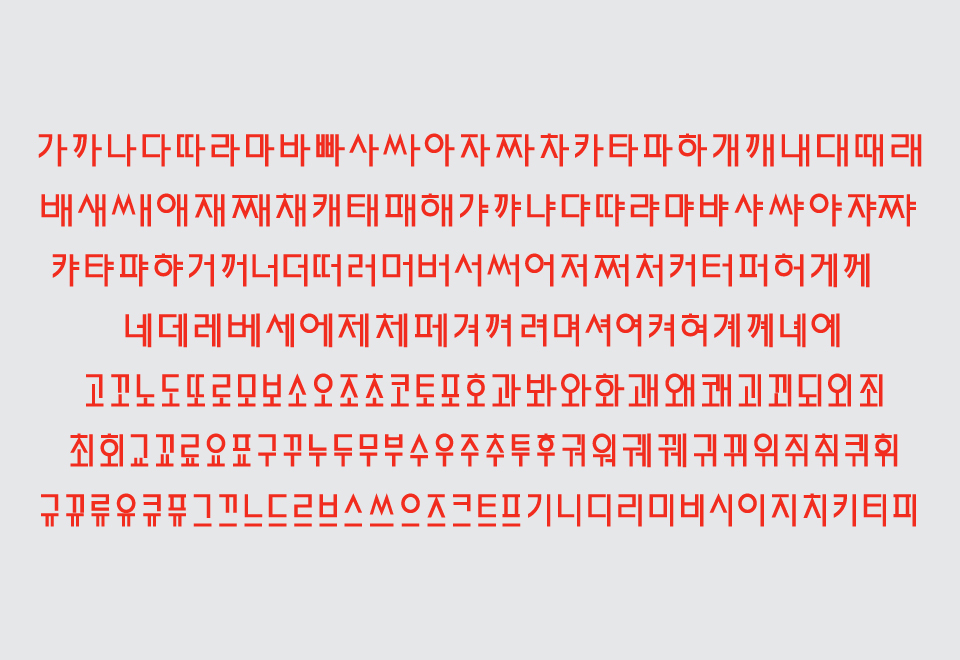 가까나다따라마바빠사싸아자짜차카타파하개깨내대때래
배새쌔애재째채캐태패해갸꺄냐댜땨랴먀뱌샤쌰야쟈쨔
캬탸퍄햐거꺼너더떠러머버서써어저쩌처커터퍼허게께
네데레베세에제체페겨껴려며셔여켜혀계꼐녜예
고꼬노도또로모보소오조초코토포호과봐와화괘왜쾌괴꾀되외죄
최회교꾜료요표구꾸누두무부수우주추투후궈워궤꿰귀뀌위쥐취퀴휘
규뀨류유큐퓨그끄느드르브스쓰으즈크트프기니디리미비시이지치키티피